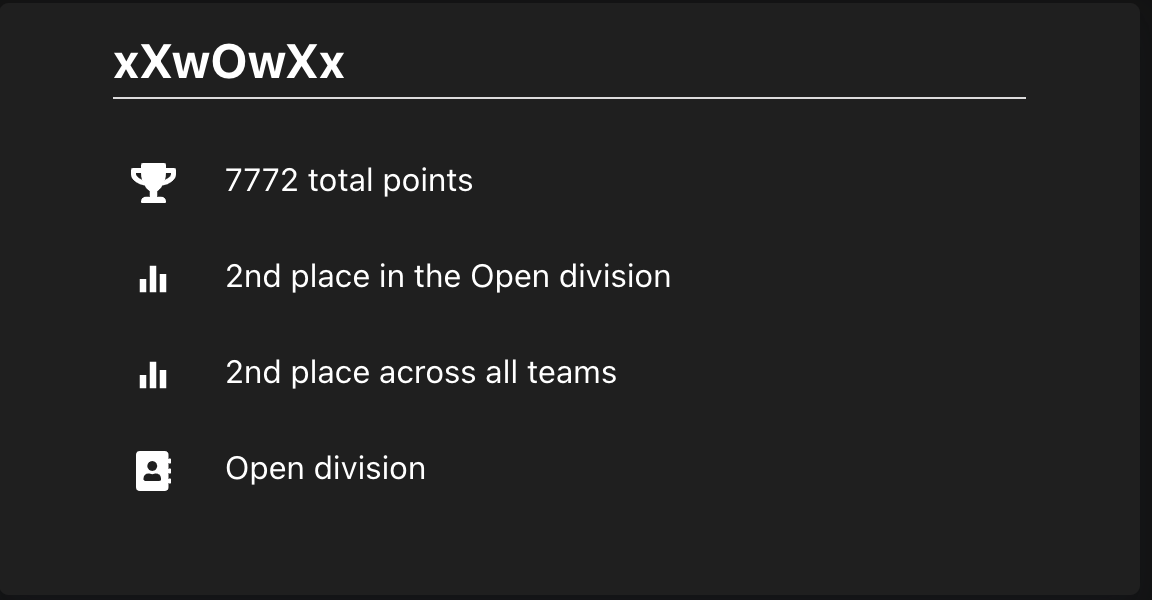 xXwOwXx
7772 total points
2nd place in the Open division
2nd place across all teams
Open division